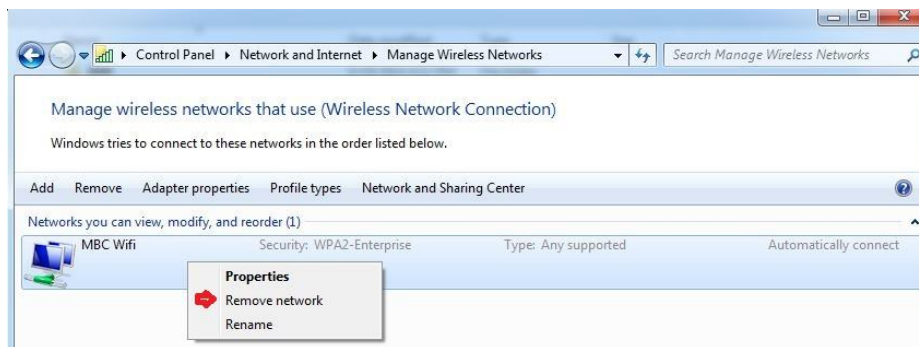 Control Panel ▸ Network and Internet ▸ Manage Wireless Networks
Search Manage Wireless Networks
Manage wireless networks that use (Wireless Network Connection)
Windows tries to connect to these networks in the order listed below.
Add Remove Adapter properties Profile types Network and Sharing Center
Networks you can view, modify, and reorder (1)
MBC Wifi Security: WPA2-Enterprise Type: Any supported Automatically connect
Properties
Remove network
Rename